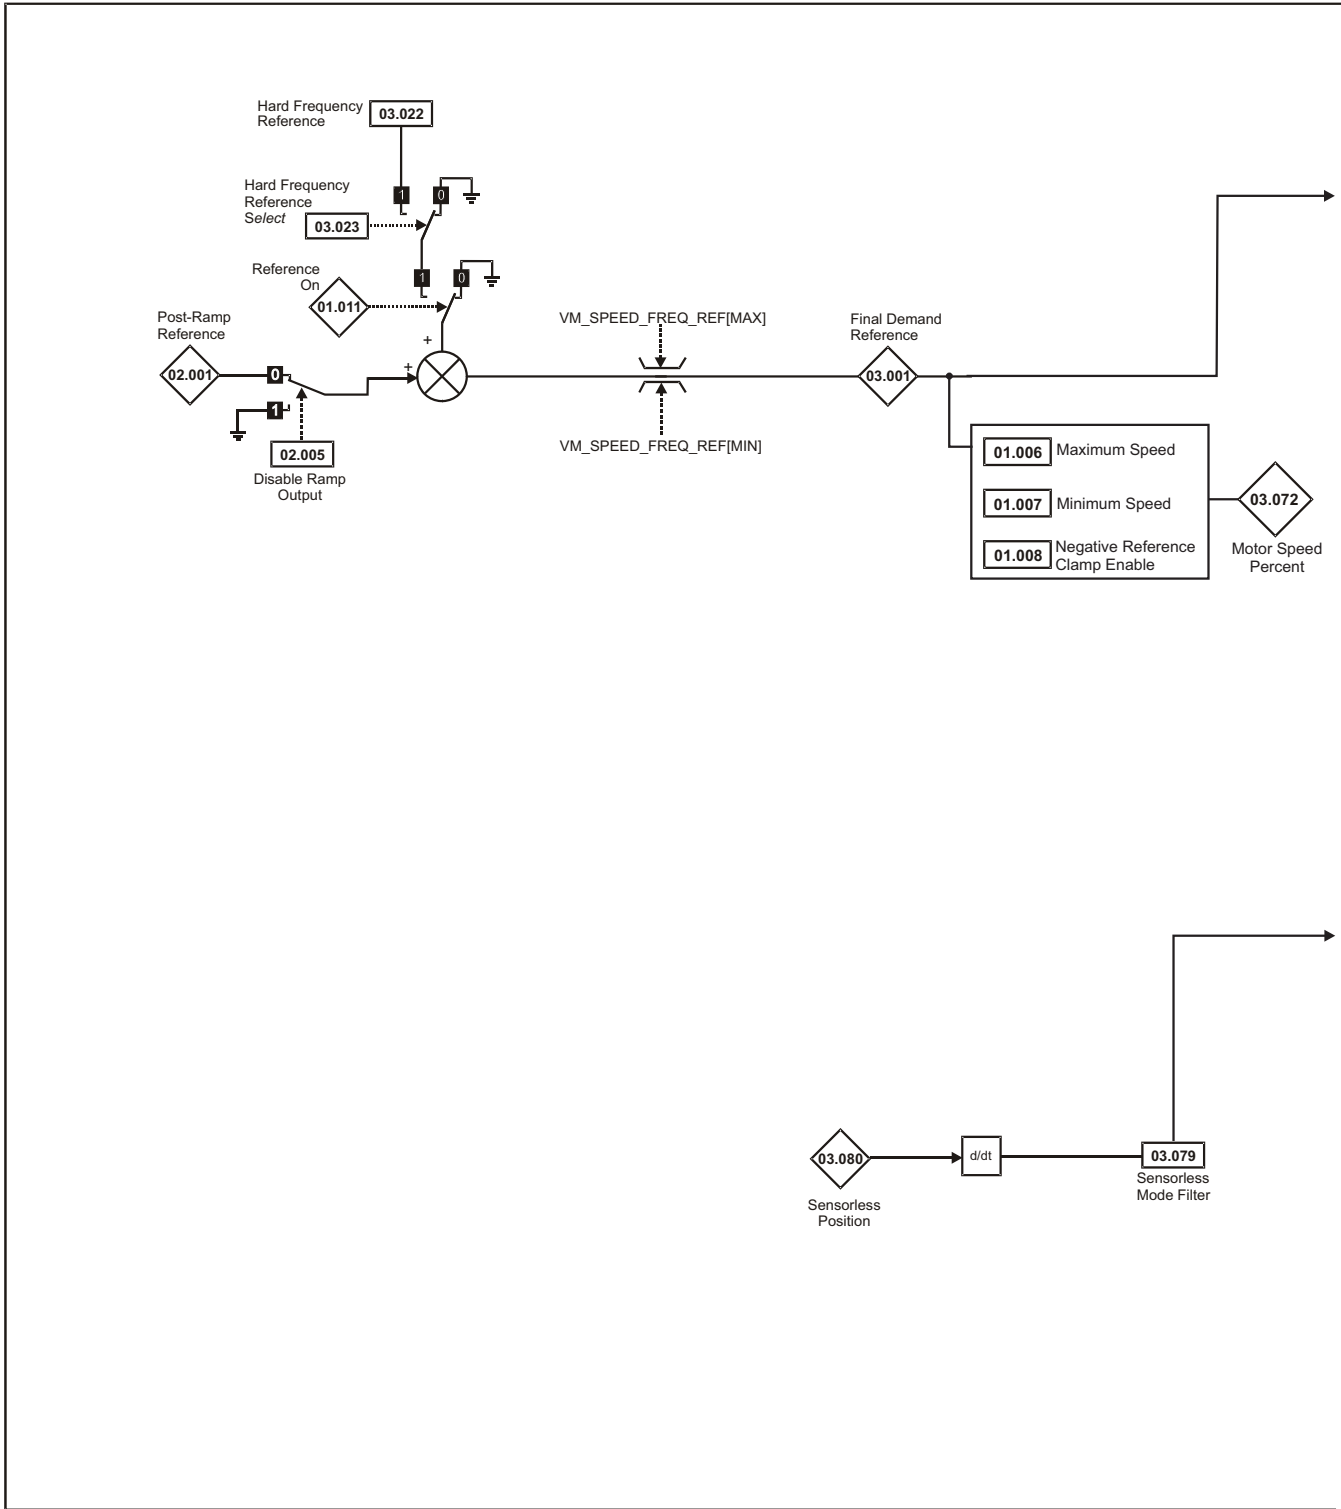 Hard Frequency
Reference
03.022
1
0
Hard Frequency
Reference
Select
03.023
Reference
On
1
0
01.011
Post-Ramp
Reference
+
+
02.001
0
1
02.005
Disable Ramp
Output
VM_SPEED_FREQ_REF[MAX]
VM_SPEED_FREQ_REF[MIN]
Final Demand
Reference
03.001
01.006 Maximum Speed
01.007 Minimum Speed
01.008 Negative Reference
Clamp Enable
03.072
Motor Speed
Percent
03.080
Sensorless
Position
d/dt
03.079
Sensorless
Mode Filter